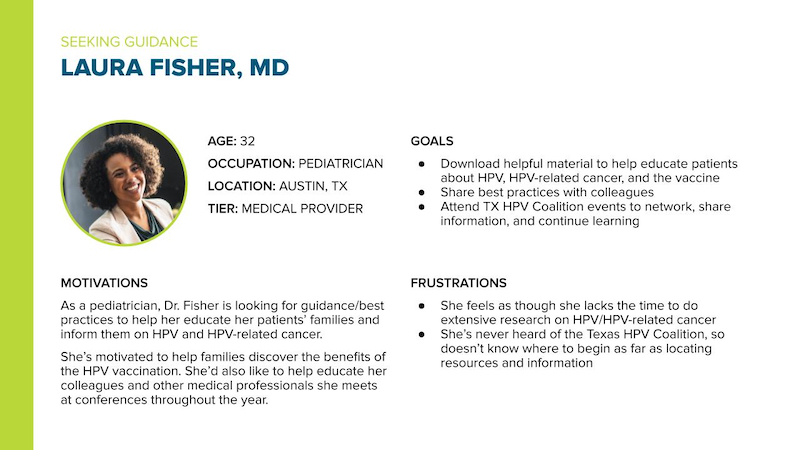 SEEKING GUIDANCE
LAURA FISHER, MD
AGE: 32
OCCUPATION: PEDIATRICIAN
LOCATION: AUSTIN, TX
TIER: MEDICAL PROVIDER
GOALS
● Download helpful material to help educate patients
about HPV, HPV-related cancer, and the vaccine
● Share best practices with colleagues
● Attend TX HPV Coalition events to network, share
information, and continue learning
MOTIVATIONS
As a pediatrician, Dr. Fisher is looking for guidance/best
practices to help her educate her patients’ families and
inform them on HPV and HPV-related cancer.
She’s motivated to help families discover the benefits of
the HPV vaccination. She’d also like to help educate her
colleagues and other medical professionals she meets
at conferences throughout the year.
FRUSTRATIONS
● She feels as though she lacks the time to do
extensive research on HPV/HPV-related cancer
● She’s never heard of the Texas HPV Coalition, so
doesn’t know where to begin as far as locating
resources and information